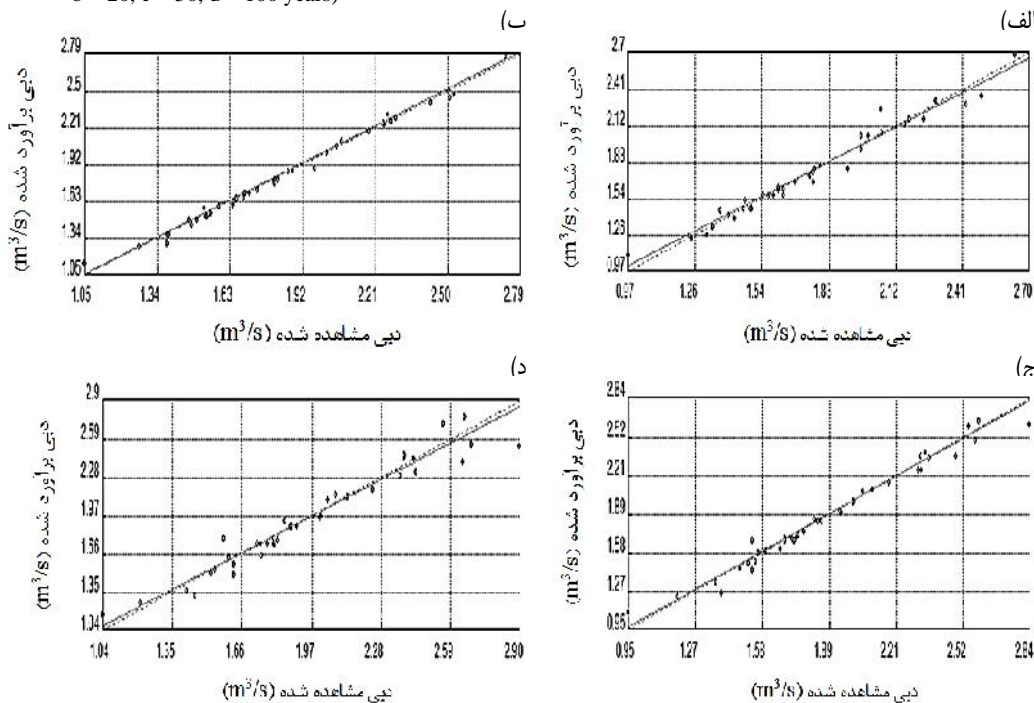 = 20, c = 50, d = 100 years)
الف)
2.7
2.41
2.12
1.83
1.54
1.26
0.97
دبی برآورد شده (m³/s)
0.97 1.26 1.54 1.83 2.12 2.41 2.70
دبی مشاهده شده (m³/s)
ب)
2.79
2.5
2.21
1.92
1.63
1.34
1.05
دبی برآورد شده (m³/s)
1.05 1.34 1.63 1.92 2.21 2.50 2.79
دبی مشاهده شده (m³/s)
ج)
2.84
2.52
2.21
1.89
1.58
1.27
0.95
دبی برآورد شده (m³/s)
0.95 1.27 1.58 1.89 2.21 2.52 2.84
دبی مشاهده شده (m³/s)
د)
2.9
2.59
2.28
1.97
1.66
1.35
1.04
دبی برآورد شده (m³/s)
1.04 1.35 1.66 1.97 2.28 2.59 2.90
دبی مشاهده شده (m³/s)